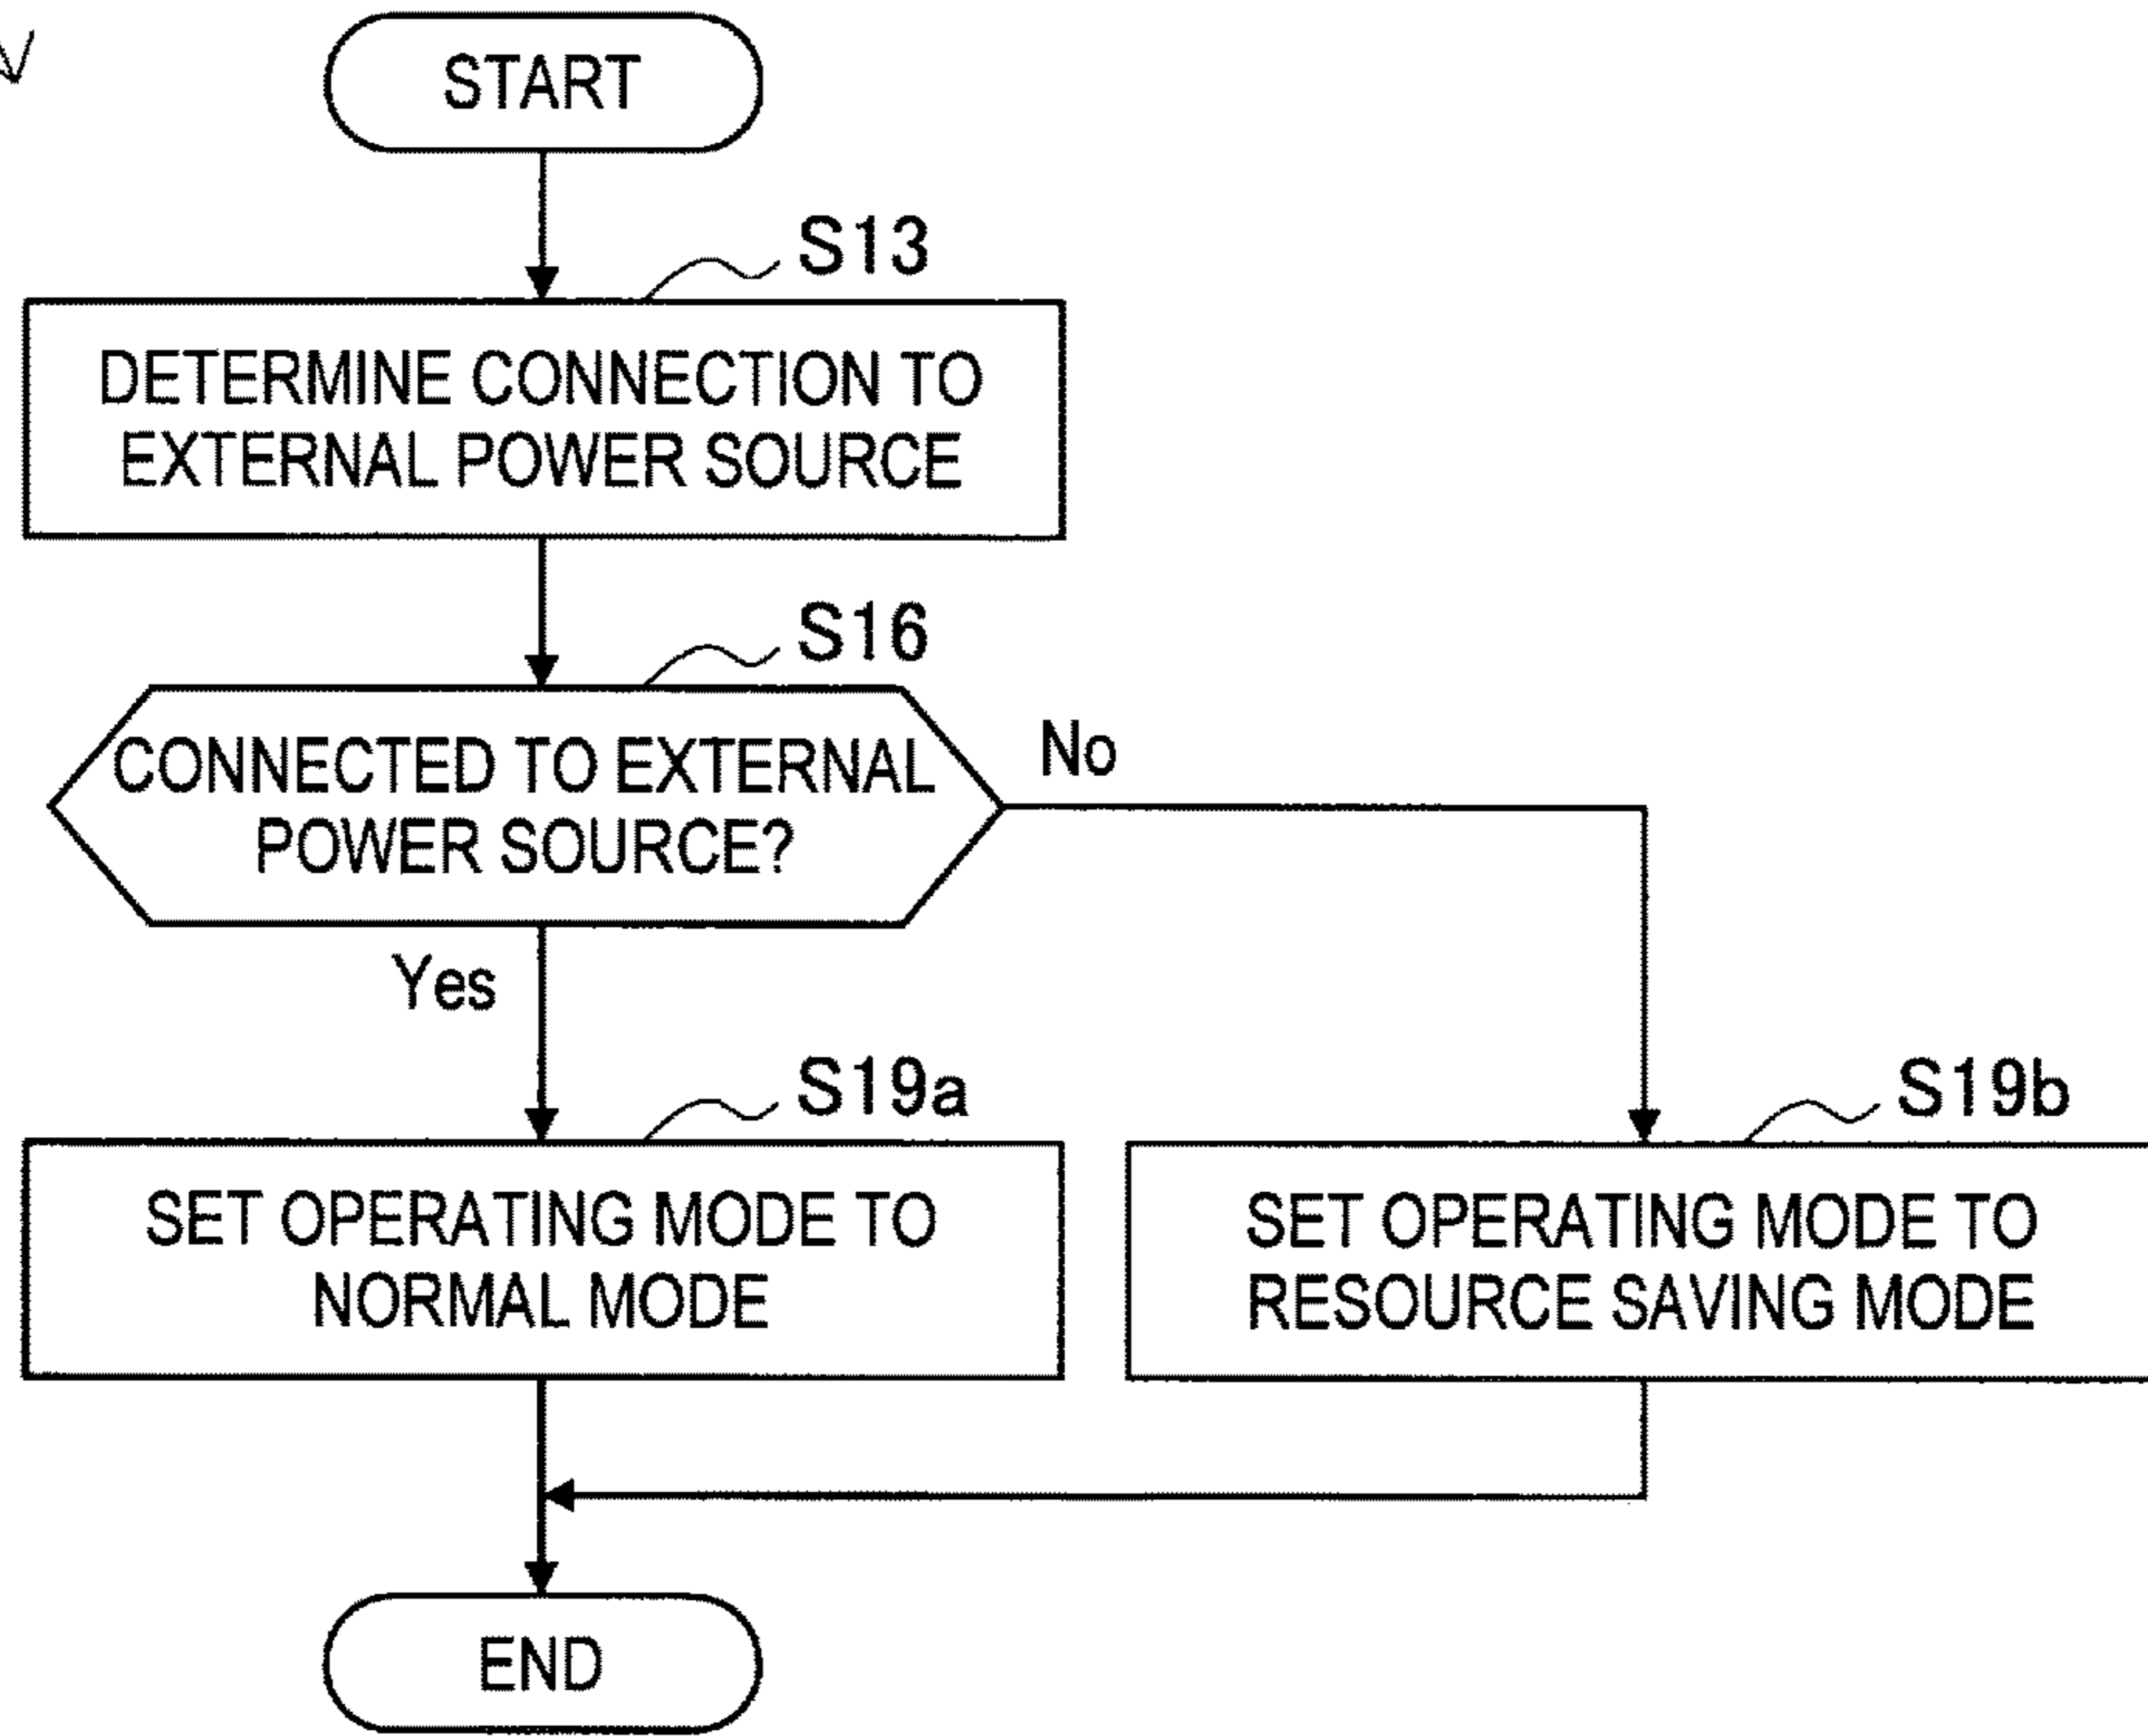 START
S13
DETERMINE CONNECTION TO
EXTERNAL POWER SOURCE
S16
CONNECTED TO EXTERNAL
POWER SOURCE?
No
Yes
S19a
SET OPERATING MODE TO
NORMAL MODE
S19b
SET OPERATING MODE TO
RESOURCE SAVING MODE
END